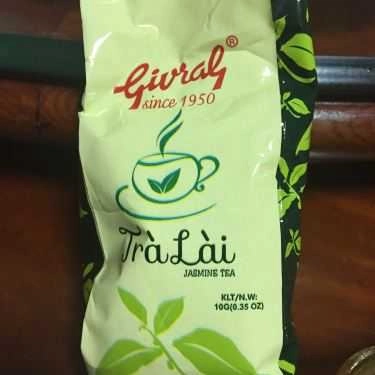 Givral®
since 1950
Trà Lài
JASMINE TEA
KLT/N.W:
10G(0.35 OZ)